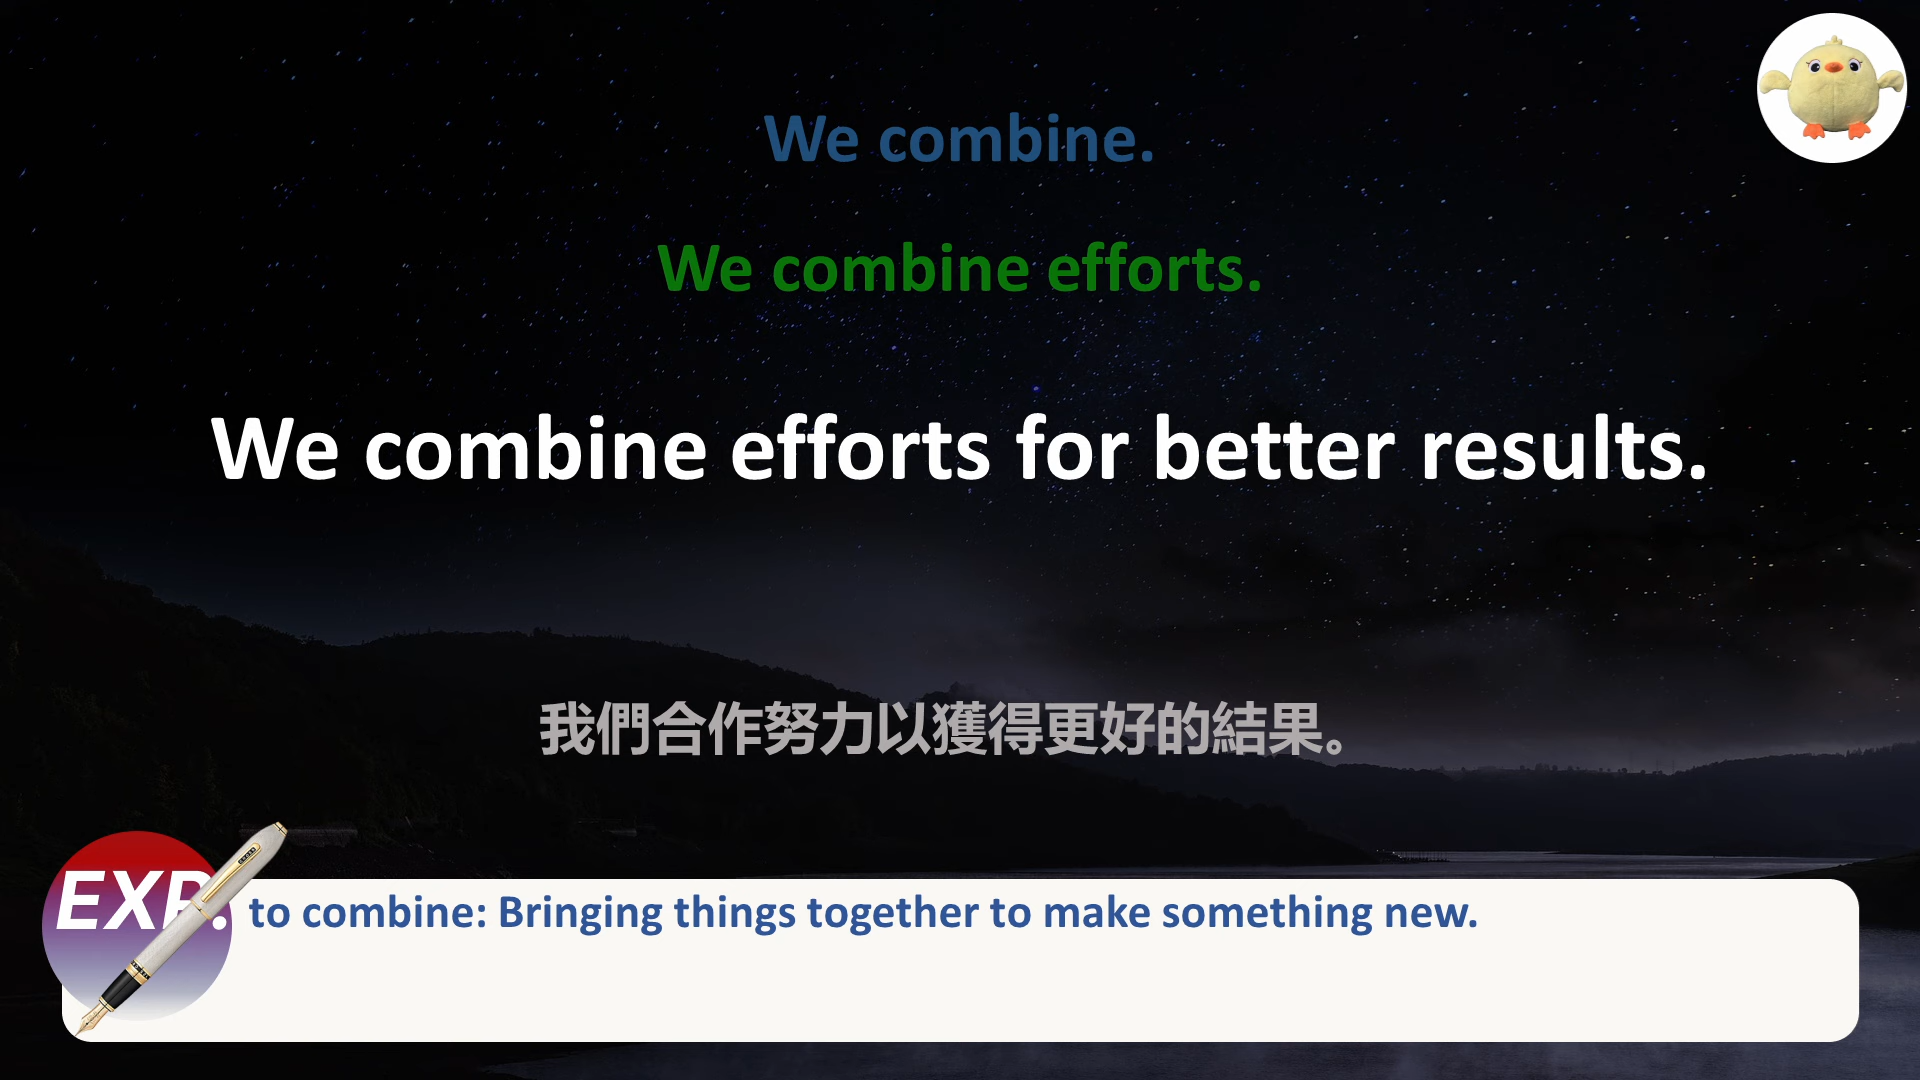 We combine.
We combine efforts.
We combine efforts for better results.
我們合作努力以獲得更好的結果。
EXP.
to combine: Bringing things together to make something new.